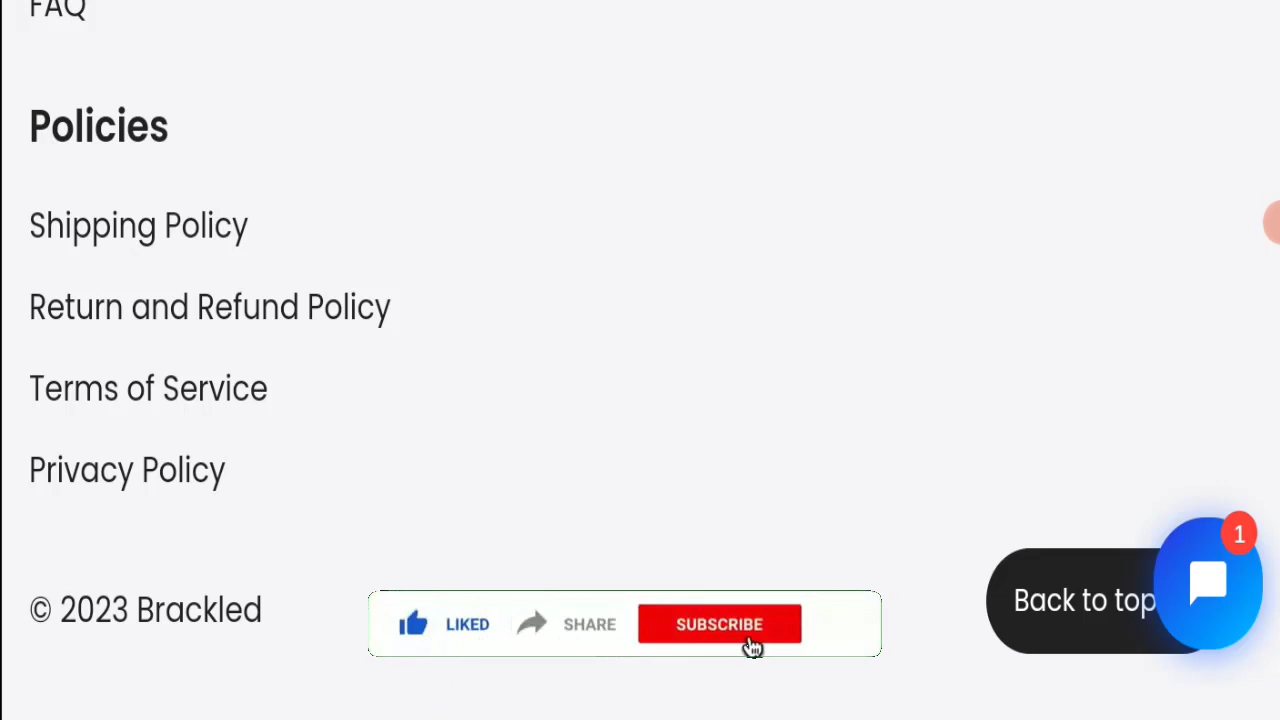 FAQ
Policies
Shipping Policy
Return and Refund Policy
Terms of Service
Privacy Policy
© 2023 Brackled
LIKED SHARE SUBSCRIBE
Back to top
1